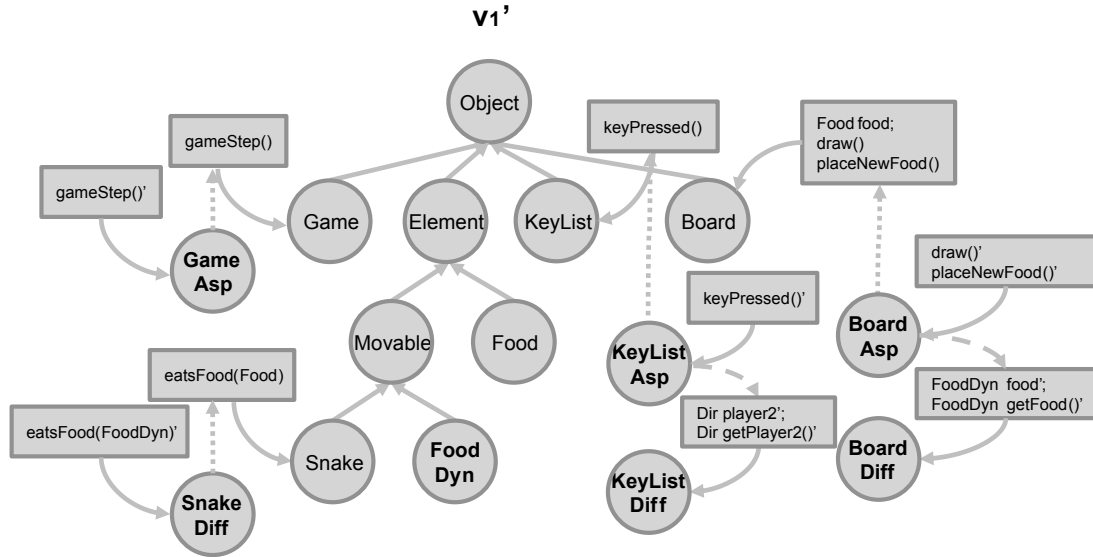 v1’
Object
gameStep()
keyPressed()
Food food;
draw()
placeNewFood()
gameStep()’
Game
Element
KeyList
Board
Game
Asp
draw()’
placeNewFood()’
keyPressed()’
Movable
Food
KeyList
Asp
Board
Asp
eatsFood(Food)
FoodDyn food’;
FoodDyn getFood()’
Dir player2’;
Dir getPlayer2()’
eatsFood(FoodDyn)’
Snake
Food
Dyn
Board
Diff
KeyList
Diff
Snake
Diff